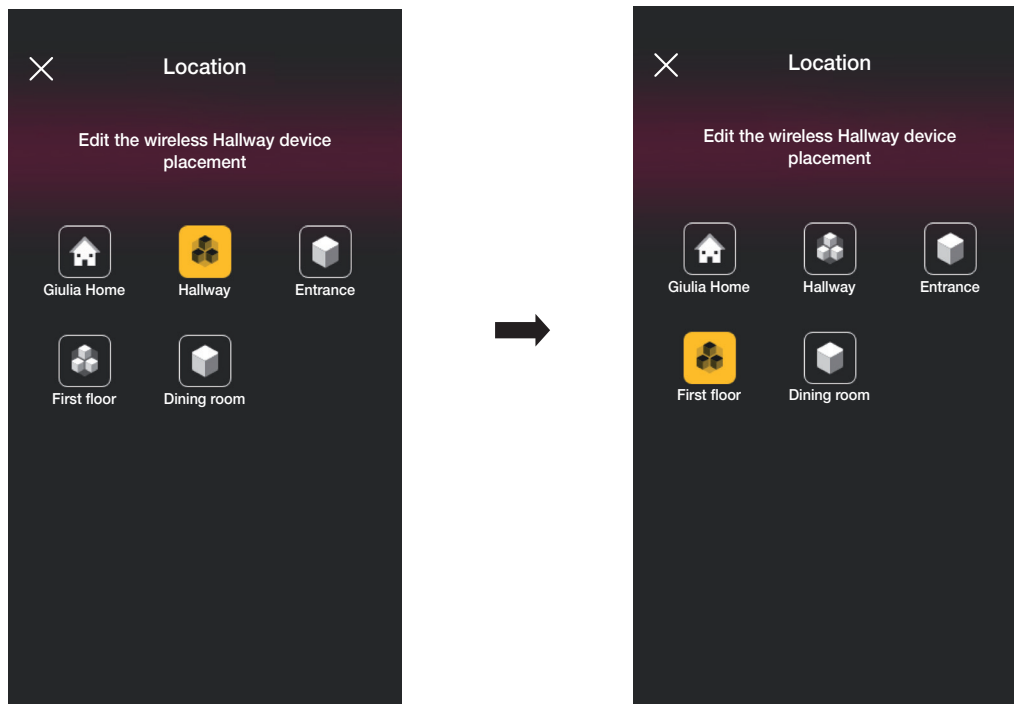 Location
Edit the wireless Hallway device
placement
Giulia Home
Hallway
Entrance
First floor
Dining room
Location
Edit the wireless Hallway device
placement
Giulia Home
Hallway
Entrance
First floor
Dining room